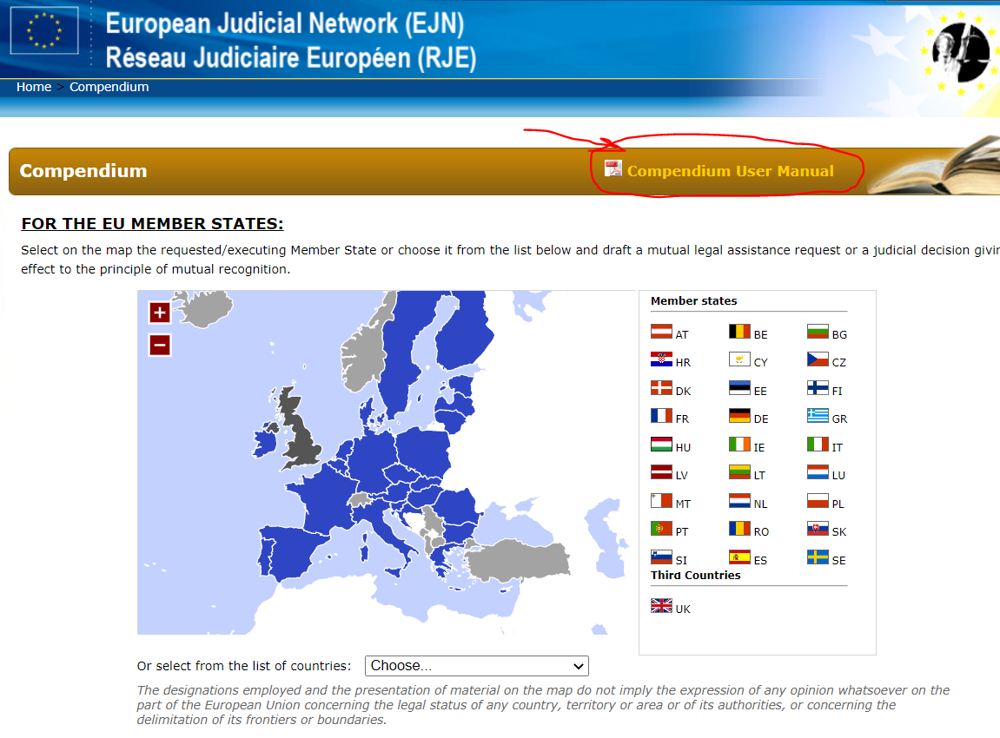 European Judicial Network (EJN)
Réseau Judiciaire Européen (RJE)
Home > Compendium
Compendium
Compendium User Manual
FOR THE EU MEMBER STATES:
Select on the map the requested/executing Member State or choose it from the list below and draft a mutual legal assistance request or a judicial decision
effect to the principle of mutual recognition.
+
−
Member states
AT BE BG
HR CY CZ
DK EE FI
FR DE GR
HU IE IT
LV LT LU
MT NL PL
PT RO SK
SI ES SE
Third Countries
UK
Or select from the list of countries: Choose...
The designations employed and the presentation of material on the map do not imply the expression of any opinion whatsoever on the
part of the European Union concerning the legal status of any country, territory or area or of its authorities, or concerning the
delimitation of its frontiers or boundaries.